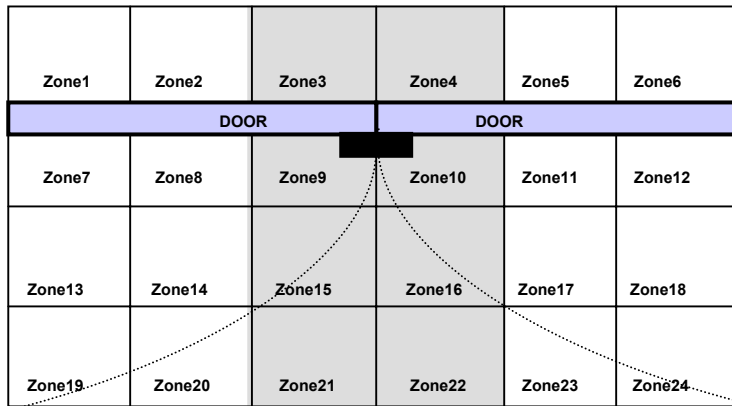 Zone1 Zone2 Zone3 Zone4 Zone5 Zone6
DOOR DOOR
Zone7 Zone8 Zone9 Zone10 Zone11 Zone12
Zone13 Zone14 Zone15 Zone16 Zone17 Zone18
Zone19 Zone20 Zone21 Zone22 Zone23 Zone24